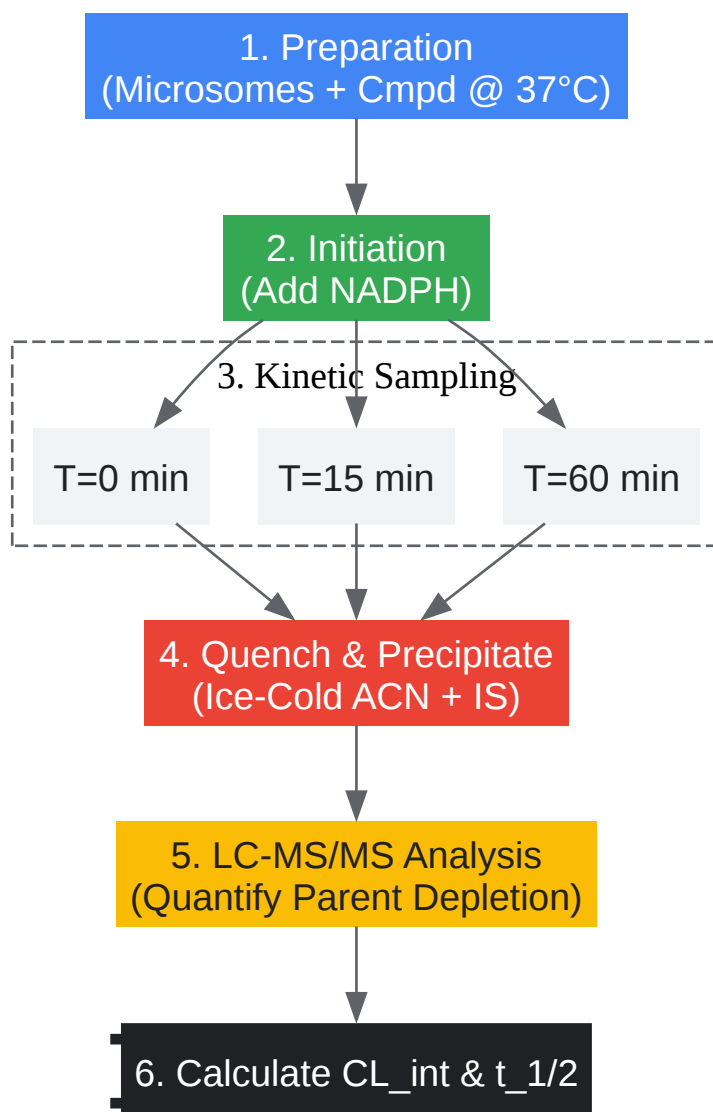 1. Preparation
(Microsomes + Cmpd @ 37°C)
2. Initiation
(Add NADPH)
3. Kinetic Sampling
T=0 min
T=15 min
T=60 min
4. Quench & Precipitate
(Ice-Cold ACN + IS)
5. LC-MS/MS Analysis
(Quantify Parent Depletion)
6. Calculate CL_int & t_1/2